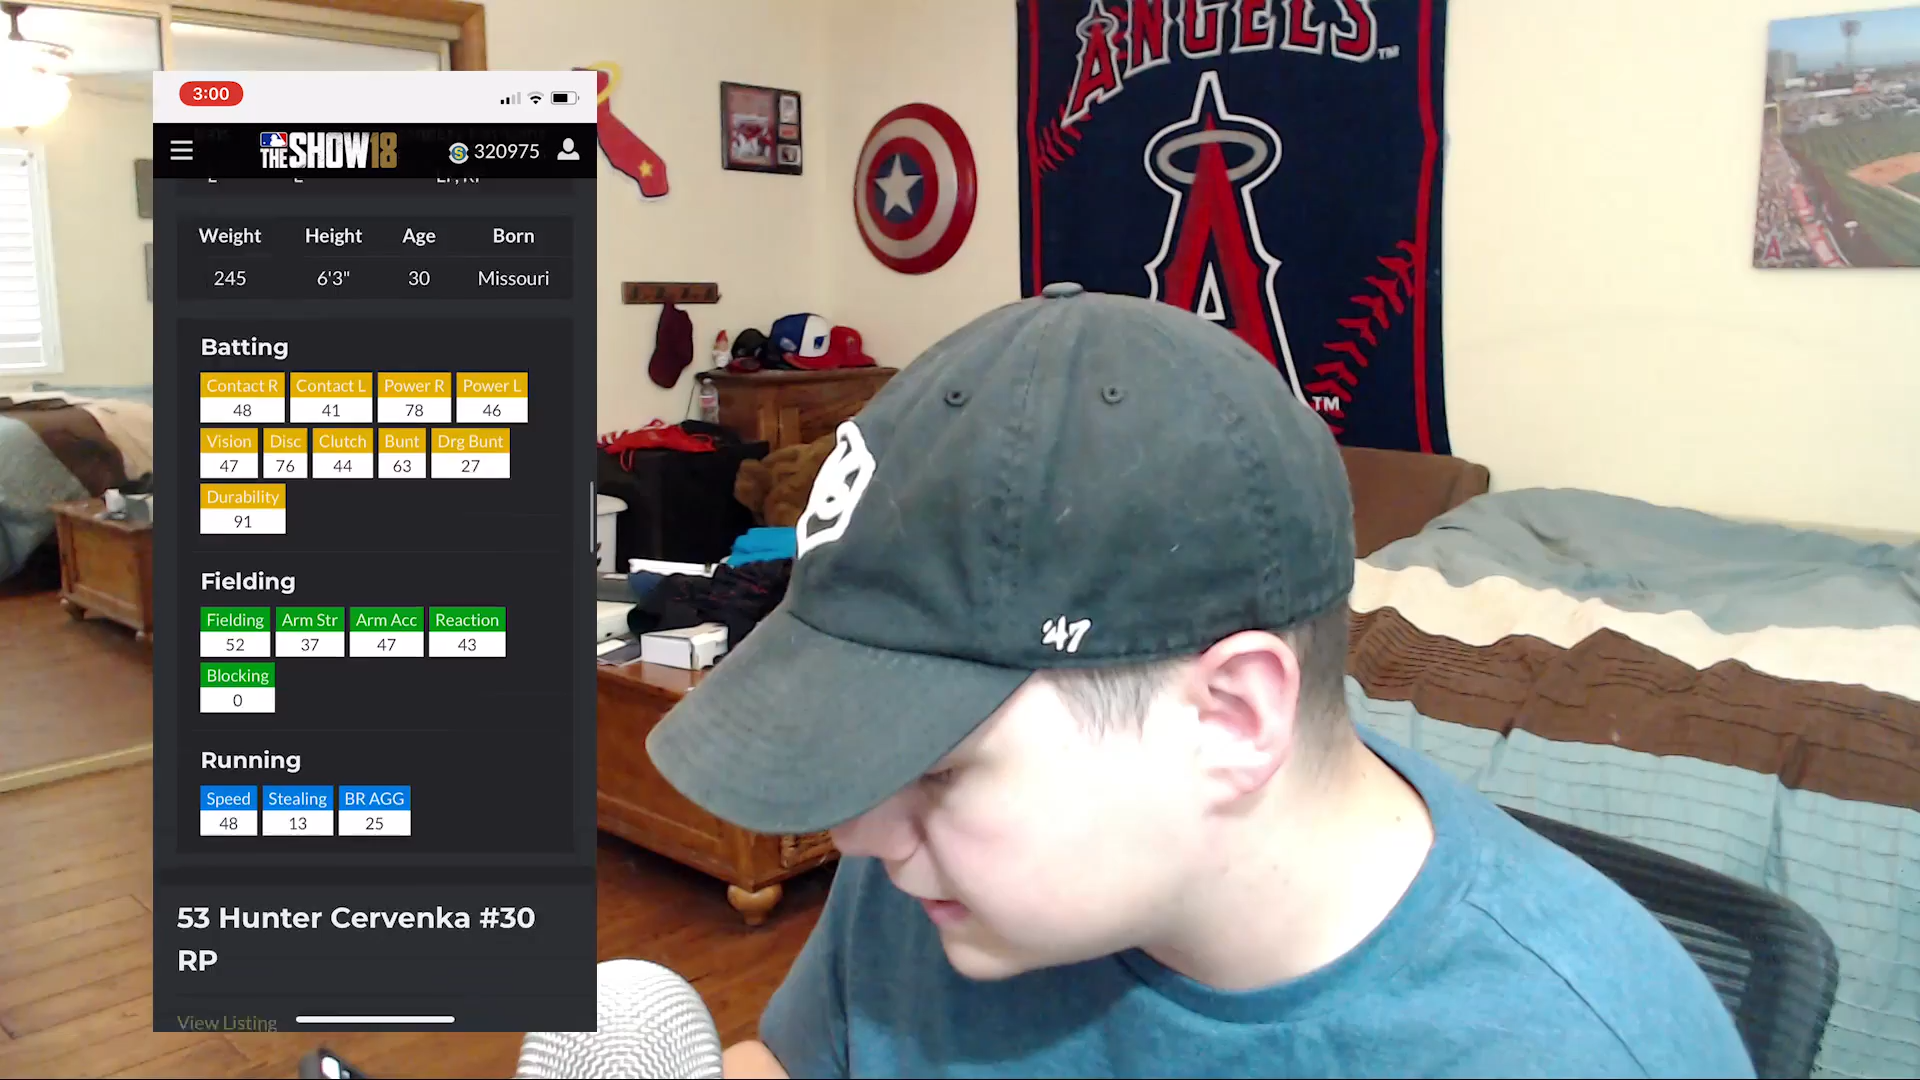 3:00
THE SHOW 18
320975
Weight Height Age Born
245 6'3" 30 Missouri
Batting
Contact R Contact L Power R Power L
48 41 78 46
Vision Disc Clutch Bunt Drg Bunt
47 76 44 63 27
Durability
91
Fielding
Fielding Arm Str Arm Acc Reaction
52 37 47 43
Blocking
0
Running
Speed Stealing BR AGG
48 13 25
53 Hunter Cervenka #30
RP
View Listing
ANGELS TM
A
TM
'47